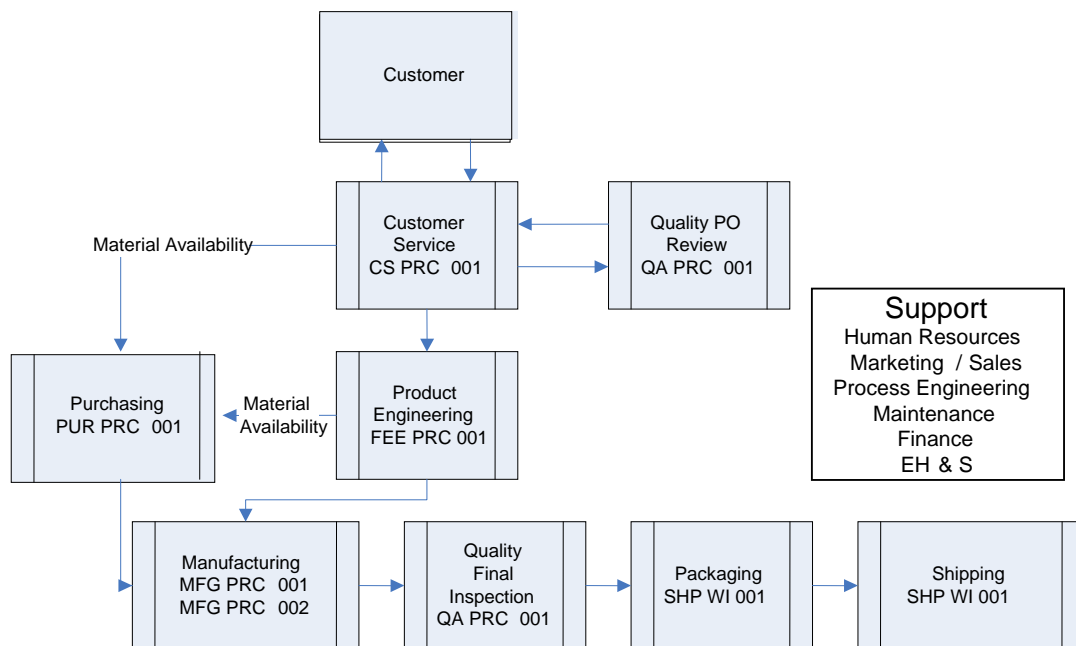 Customer
Customer
Service
CS PRC 001
Quality PO
Review
QA PRC 001
Material Availability
Support
Human Resources
Marketing / Sales
Process Engineering
Maintenance
Finance
EH & S
Purchasing
PUR PRC 001
Material
Availability
Product
Engineering
FEE PRC 001
Manufacturing
MFG PRC 001
MFG PRC 002
Quality
Final
Inspection
QA PRC 001
Packaging
SHP WI 001
Shipping
SHP WI 001